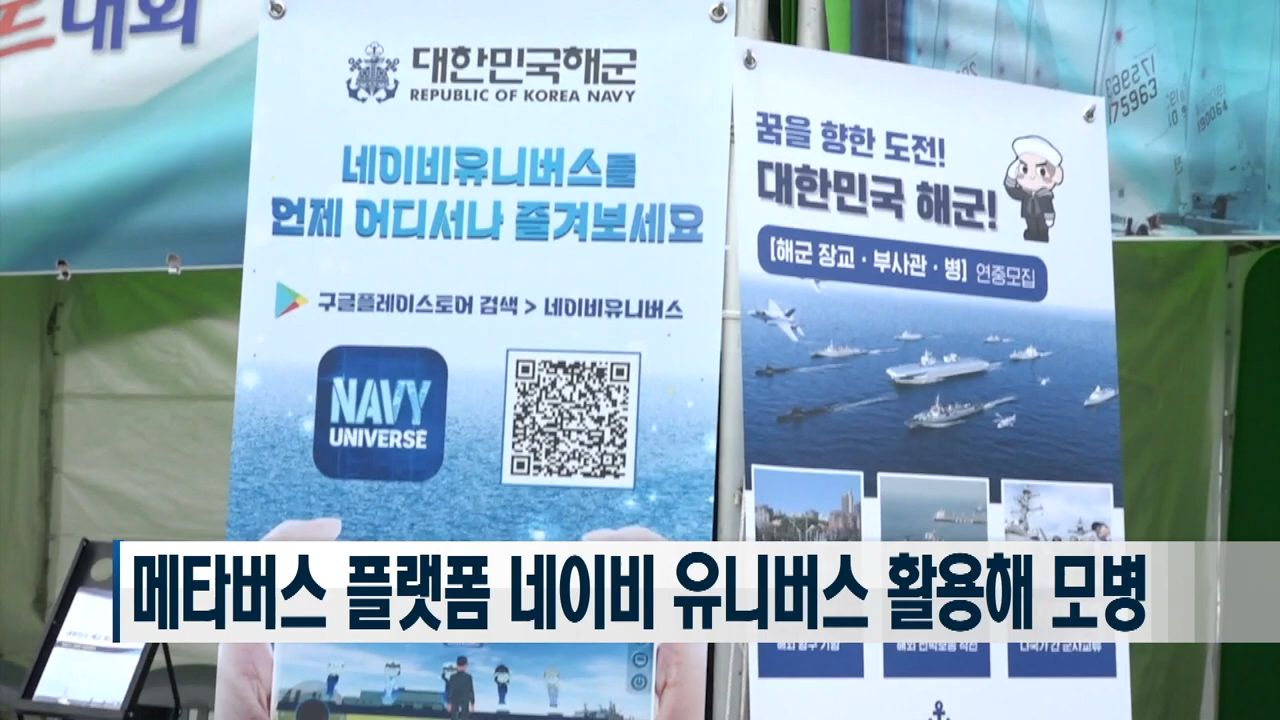 대회
대한민국해군
REPUBLIC OF KOREA NAVY
네이비유니버스를
언제 어디서나 즐겨보세요
구글플레이스토어 검색 > 네이비유니버스
NAVY
UNIVERSE
꿈을 향한 도전!
대한민국 해군!
[해군 장교 · 부사관 · 병] 연중모집
175963
175963
메타버스 플랫폼 네이비 유니버스 활용해 모병